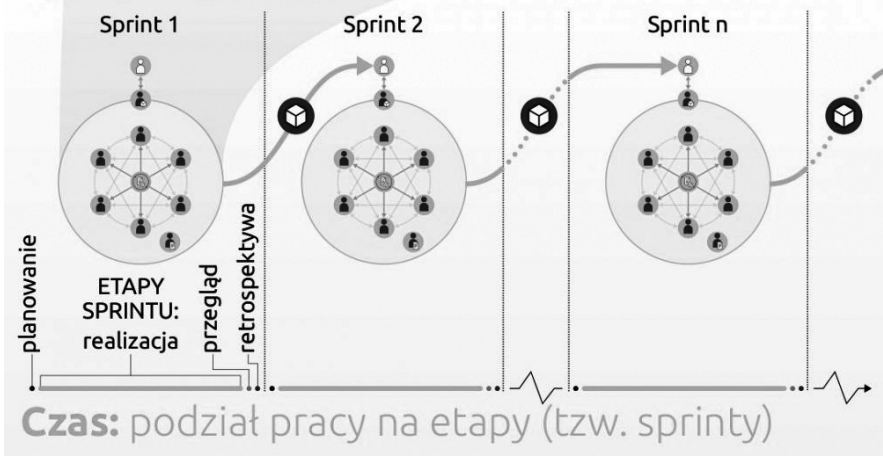 Sprint 1
Sprint 2
Sprint n
planowanie
ETAPY
SPRINTU:
realizacja
przegląd
retrospektywa
Czas: podział pracy na etapy (tzw. sprinty)